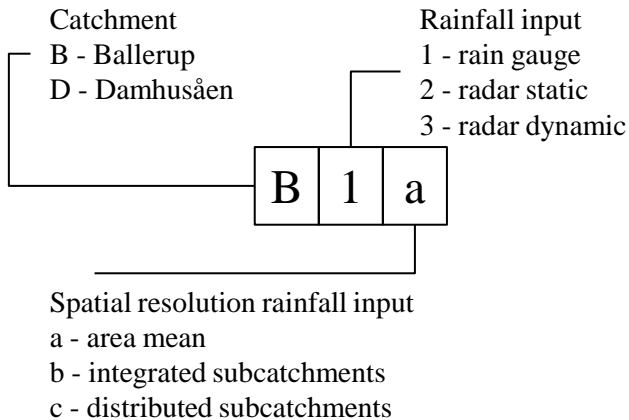 Catchment
B - Ballerup
D - Damhusåen
Rainfall input
1 - rain gauge
2 - radar static
3 - radar dynamic
B 1 a
Spatial resolution rainfall input
a - area mean
b - integrated subcatchments
c - distributed subcatchments